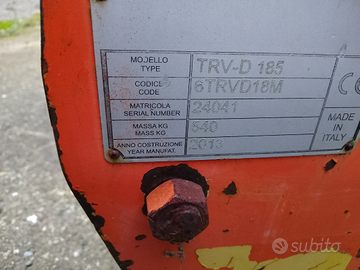 MODELLO TRV-D 185
TYPE
CODICE 6TRVD18M
CODE
MATRICOLA 24041
SERIAL NUMBER
MASSA KG 540
MASS KG
ANNO COSTRUZIONE 2013
YEAR MANUFAT.
MADE
IN
ITALY
subito